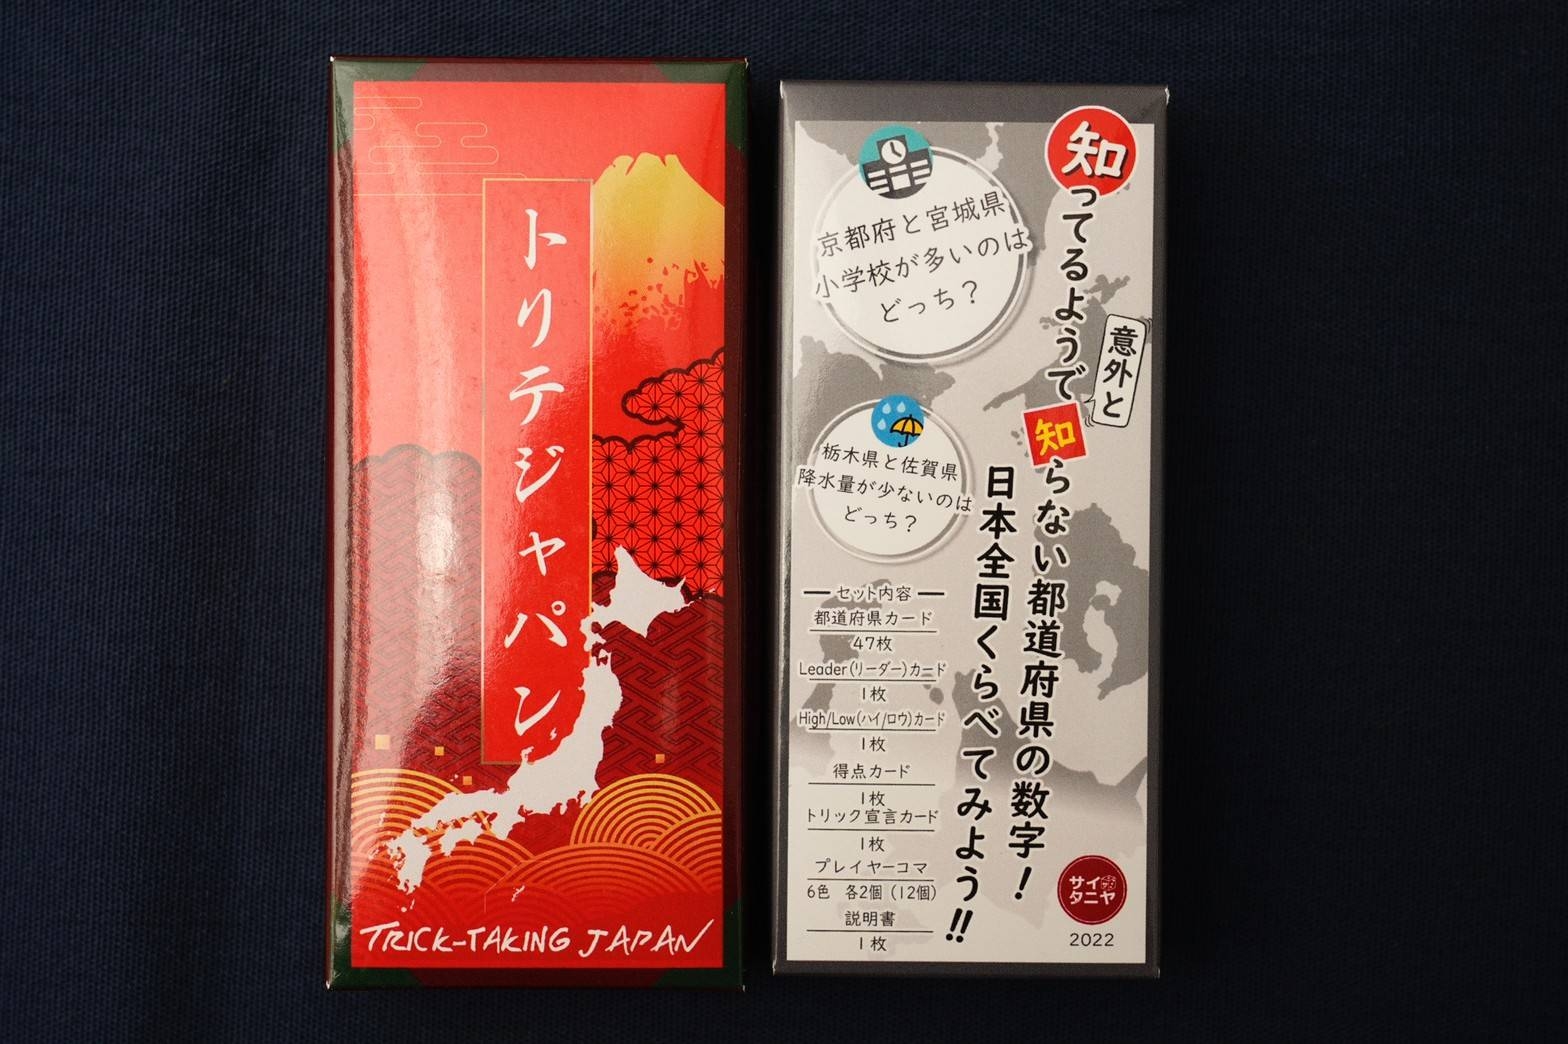 トリテジャパン
TRICK-TAKING JAPAN
知ってるようで
意外と
知らない都道府県の数字！
日本全国くらべてみよう!!
京都府と宮城県
小学校が多いのは
どっち？
栃木県と佐賀県
降水量が少ないのは
どっち？
セット内容
都道府県カード
47枚
Leader(リーダー)カード
1枚
High/Low(ハイ/ロウ)カード
1枚
得点カード
1枚
トリック宣言カード
1枚
プレイヤーコマ
6色 各2個（12個）
説明書
1枚
サイ
タニヤ
2022